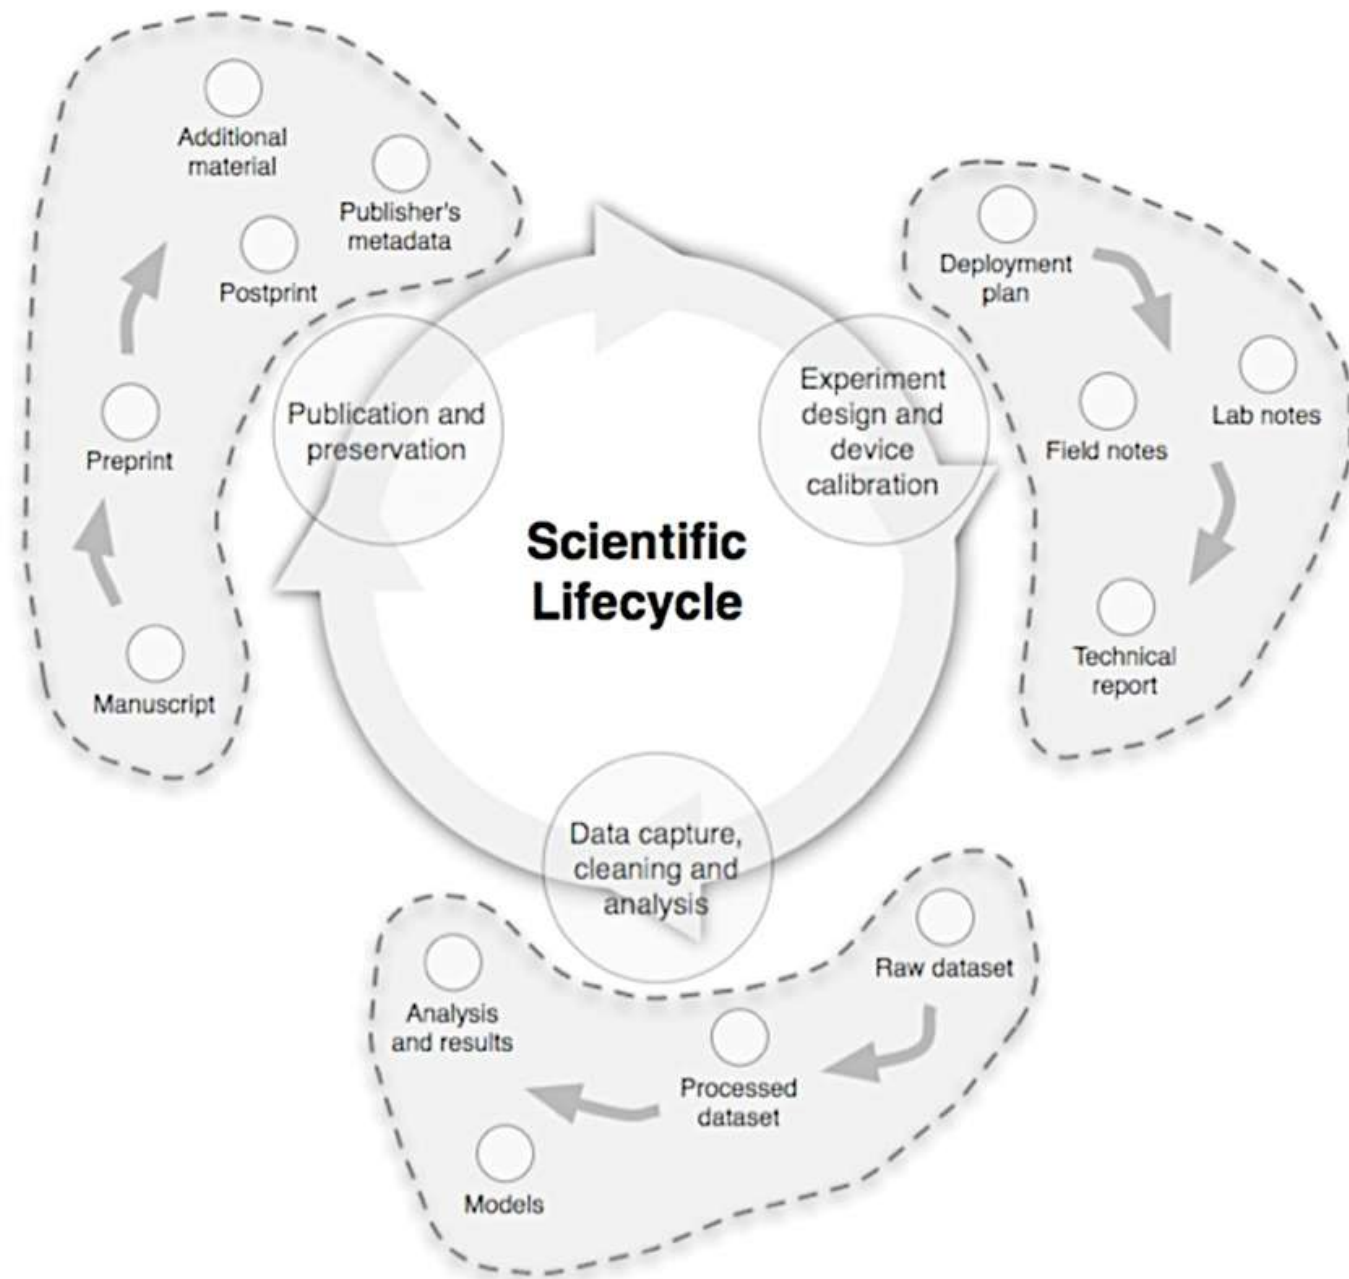 Additional
material
Publisher's
metadata
Postprint
Preprint
Manuscript
Publication and
preservation
Scientific
Lifecycle
Experiment
design and
device
calibration
Deployment
plan
Lab notes
Field notes
Technical
report
Data capture,
cleaning and
analysis
Raw dataset
Processed
dataset
Analysis
and results
Models